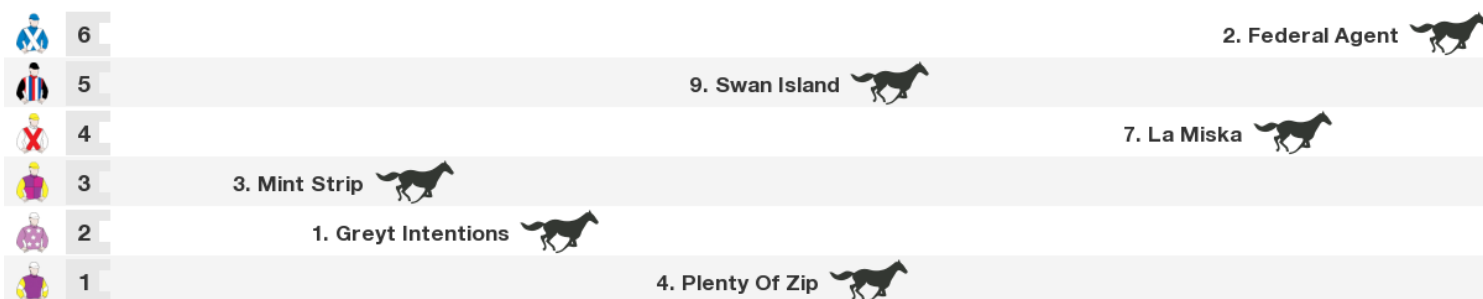 6 2. Federal Agent
5 9. Swan Island
4 7. La Miska
3 3. Mint Strip
2 1. Greyt Intentions
1 4. Plenty Of Zip